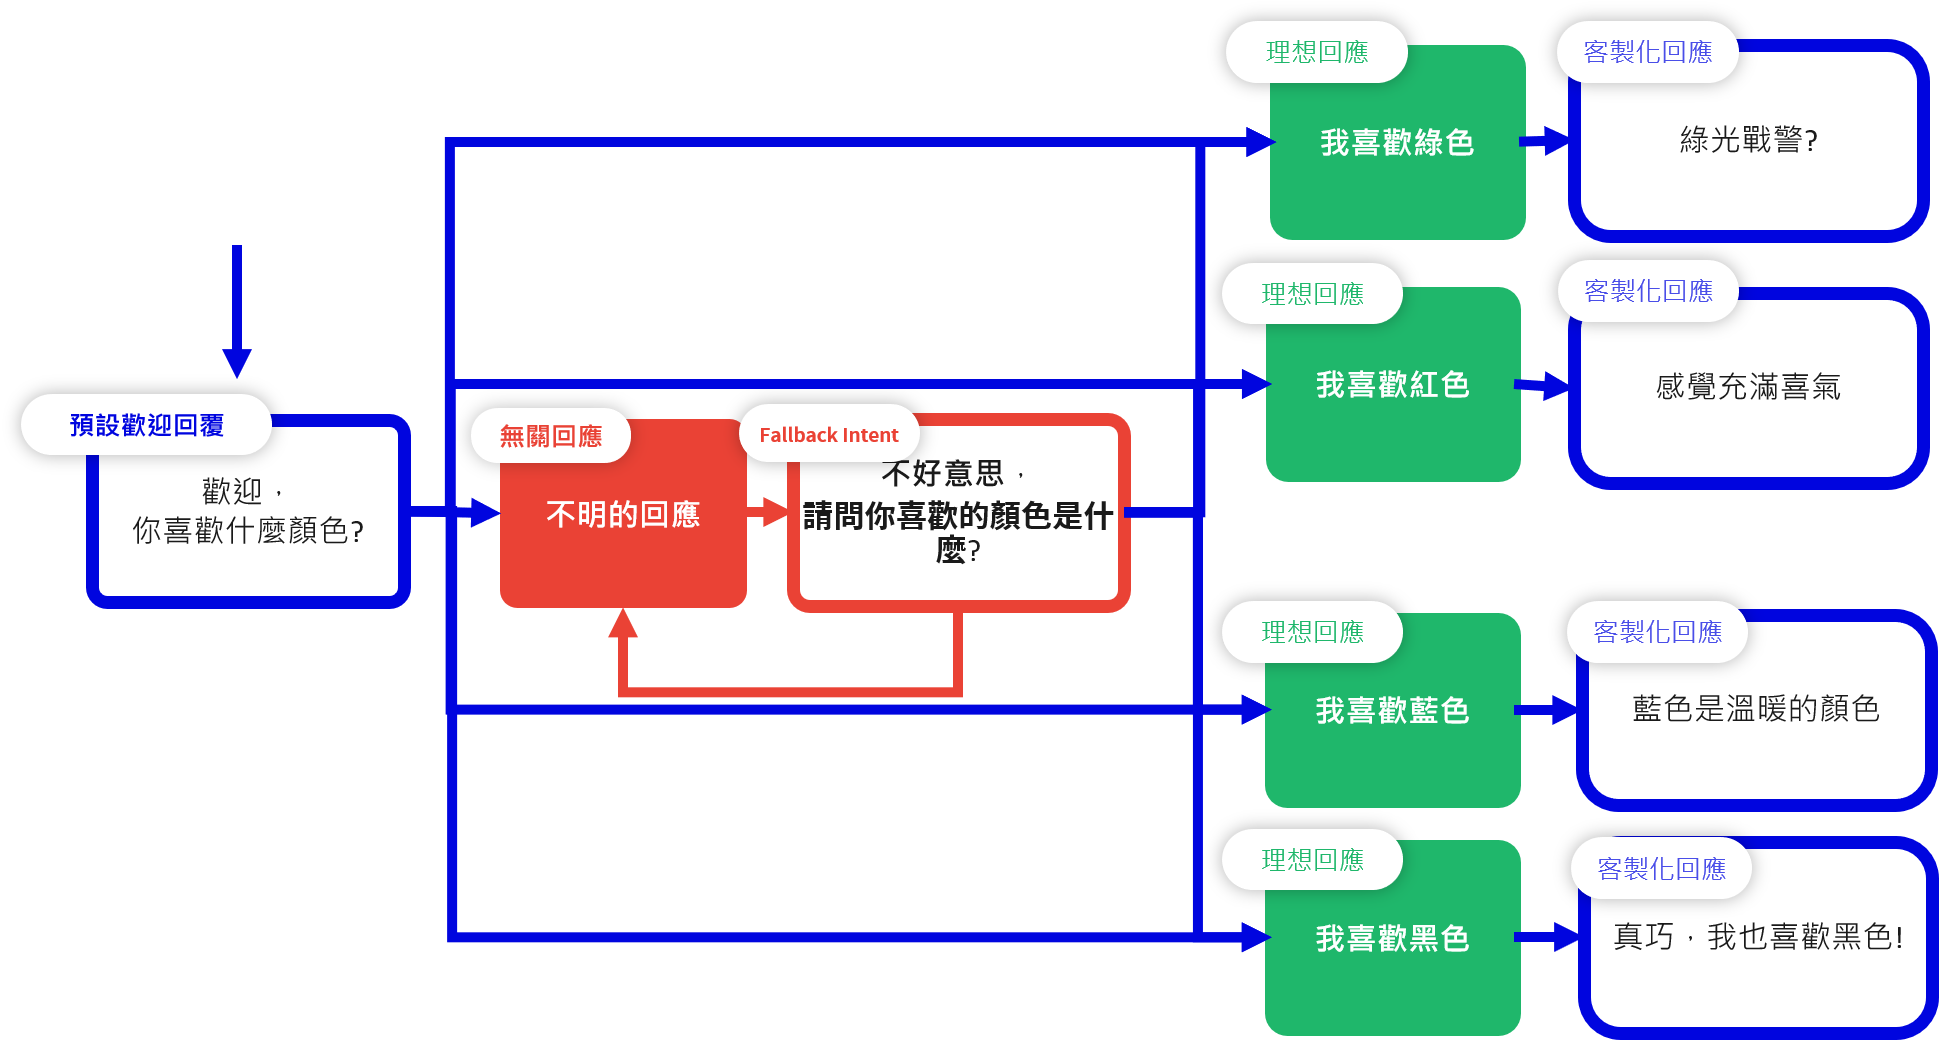 預設歡迎回覆
歡迎，
你喜歡什麼顏色?
無關回應
不明的回應
Fallback Intent
不好意思，
請問你喜歡的顏色是什
麼?
理想回應
我喜歡綠色
客製化回應
綠光戰警?
理想回應
我喜歡紅色
客製化回應
感覺充滿喜氣
理想回應
我喜歡藍色
客製化回應
藍色是溫暖的顏色
理想回應
我喜歡黑色
客製化回應
真巧，我也喜歡黑色!